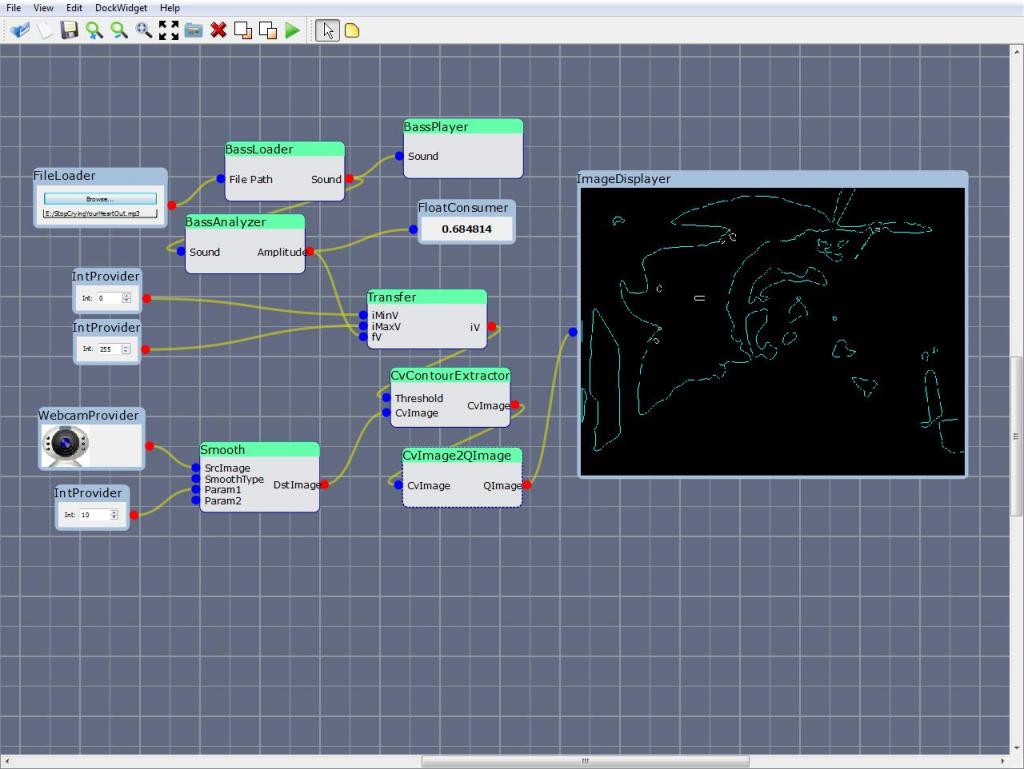 File View Edit DockWidget Help
BassPlayer
Sound
BassLoader
File Path Sound
FileLoader
Browse...
E:/StopCryingYourHeartOut.mp3
ImageDisplayer
FloatConsumer
0.684814
BassAnalyzer
Sound Amplitude
IntProvider
Int: 0
Transfer
iMinV
iMaxV iV
fV
IntProvider
Int: 255
CvContourExtractor
Threshold
CvImage CvImage
WebcamProvider
Smooth
SrcImage
SmoothType
Param1 DstImage
Param2
CvImage2QImage
CvImage QImage
IntProvider
Int: 10